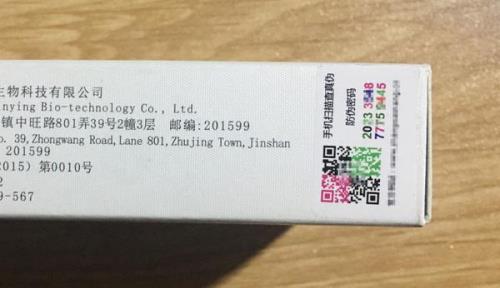 生物科技有限公司
nying Bio-technology Co., Ltd.
镇中旺路801弄39号2幢3层 邮编:201599
o. 39,Zhongwang Road,Lane 801,Zhujing Town,Jinshan
201599
2015）第0010号
2
9-567
手机扫描查真伪
防伪密码
2023 3548
7775 9445